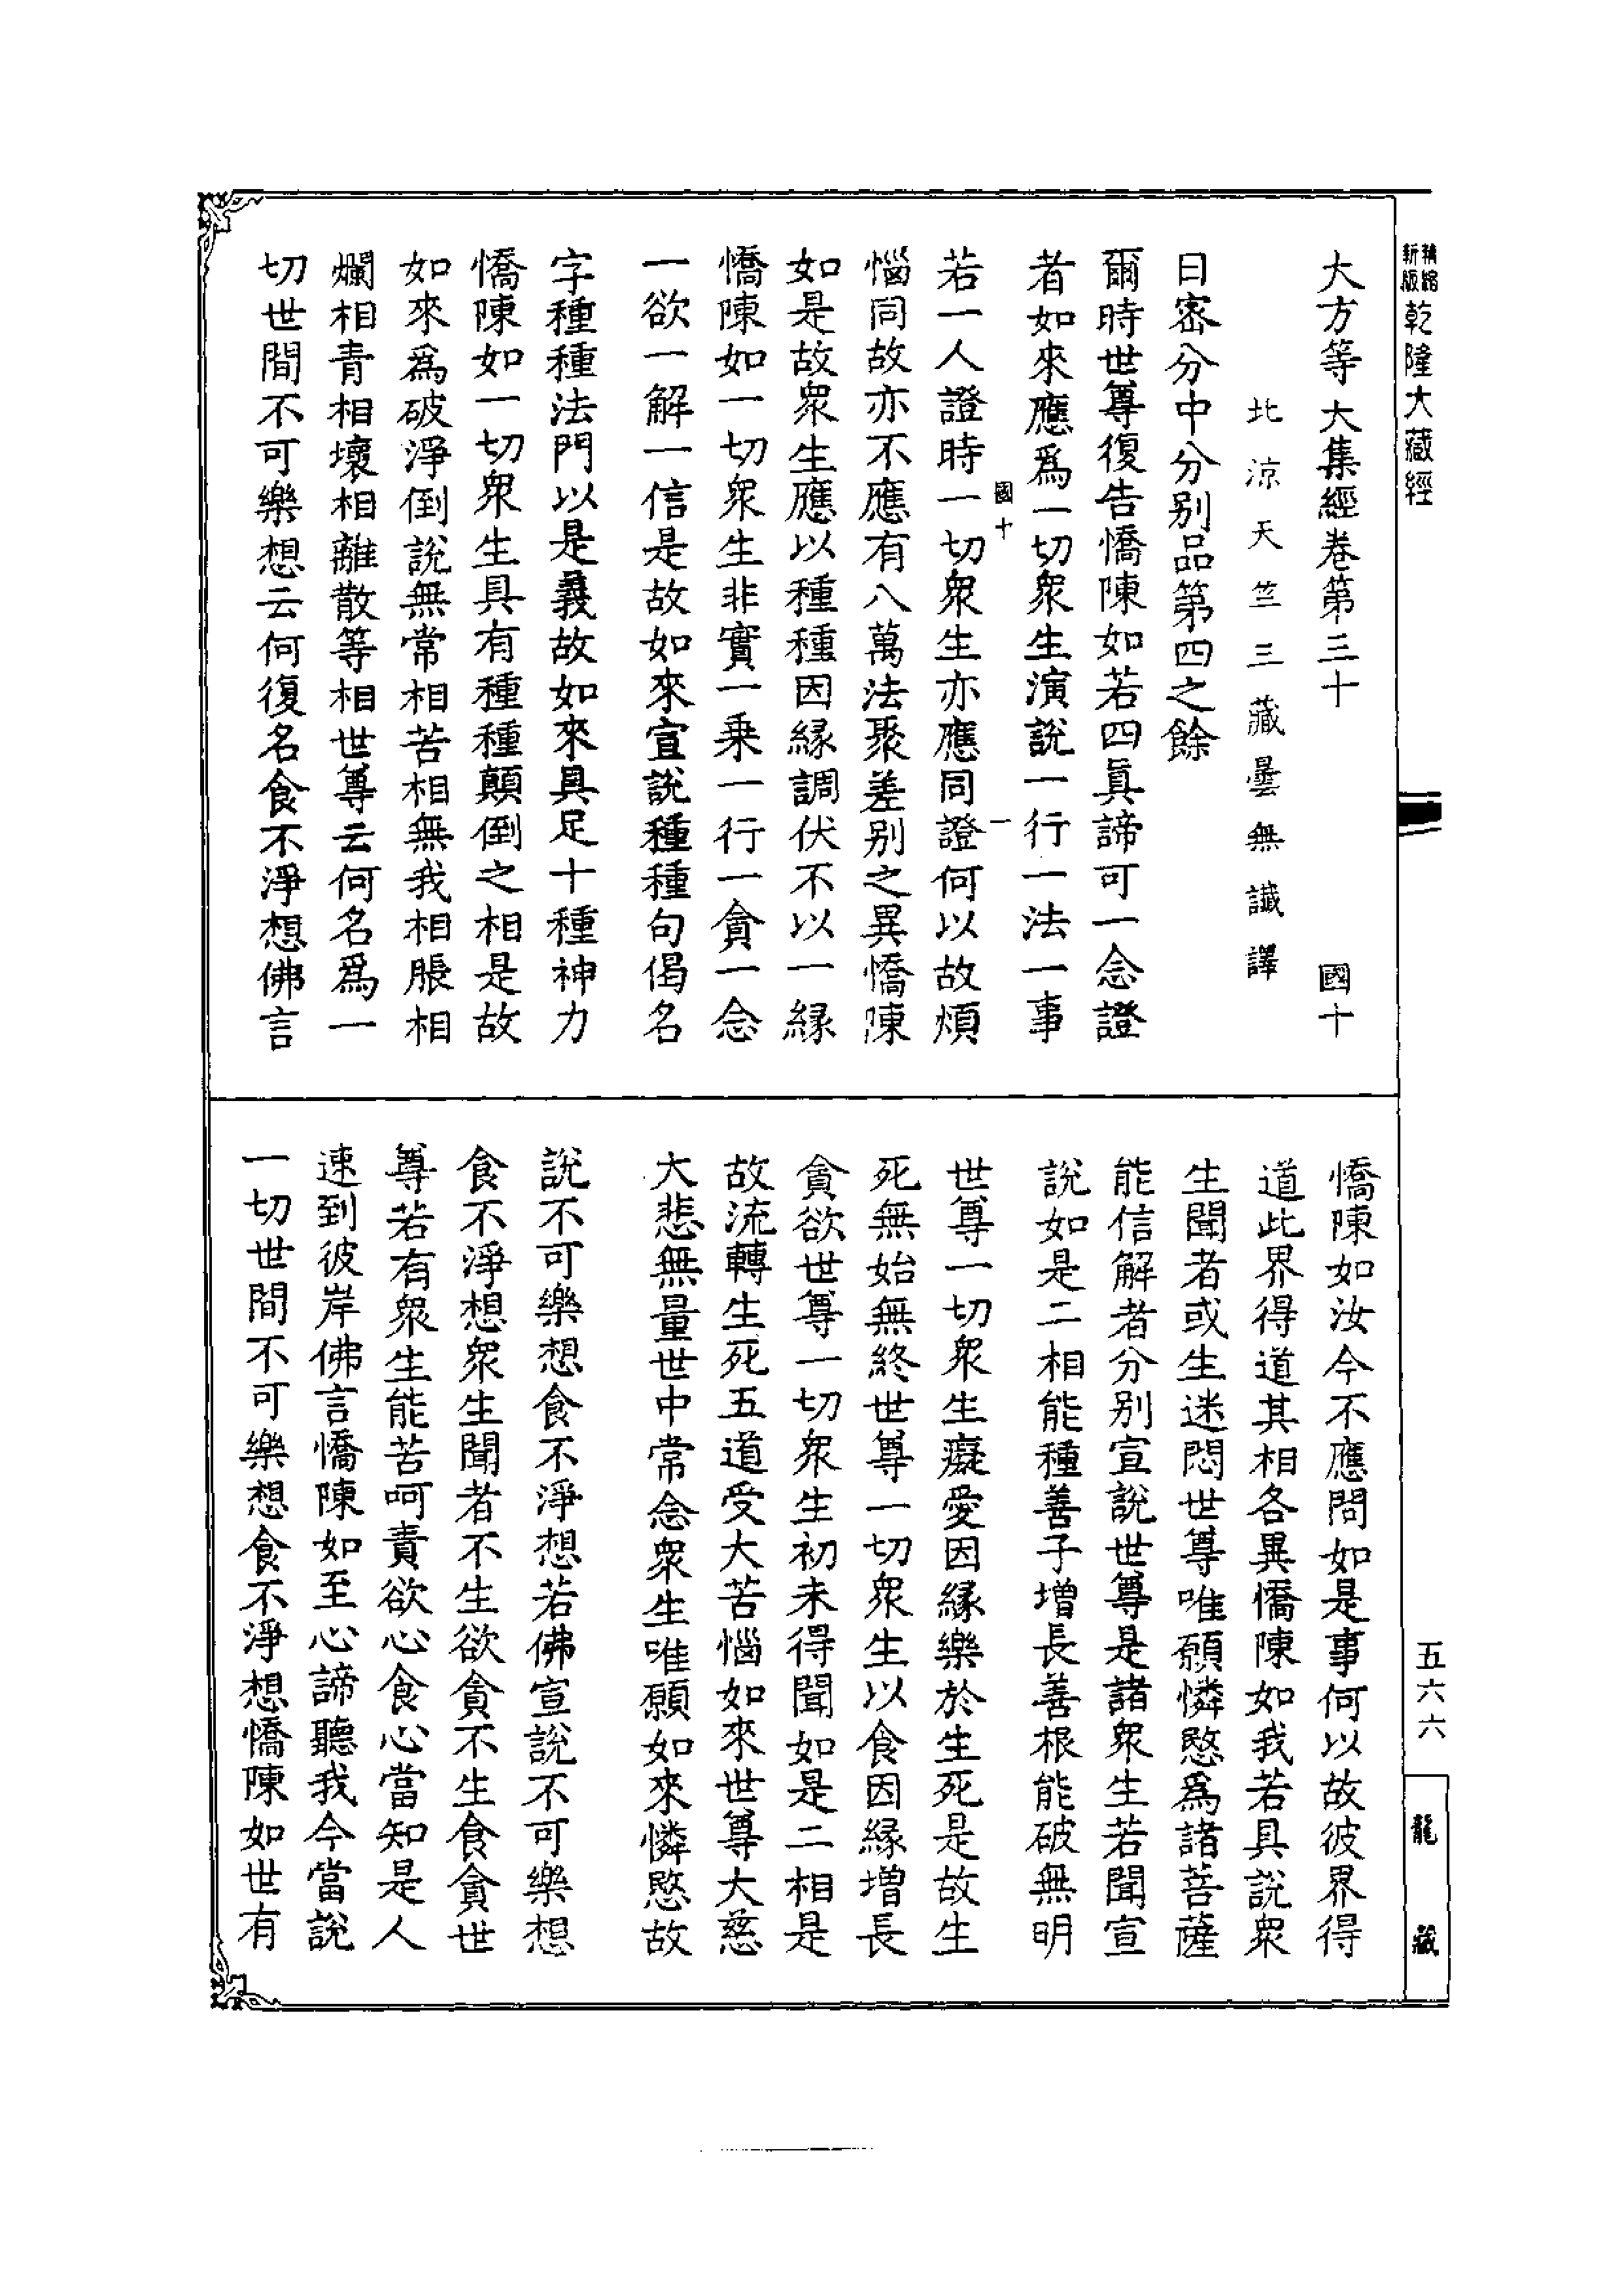 精縮新版乾隆大藏經
大方等大集經卷第三十 國十
北涼天竺三藏曇無讖譯
日密分中分別品第四之餘
爾時世尊復告憍陳如若四眞諦可一念證
者如來應爲一切衆生演說一行一法一事
國十 一
若一人證時一切衆生亦應同證何以故煩
惱同故亦不應有八萬法聚差别之異憍陳
如是故衆生應以種種因緣調伏不以一緣
憍陳如一切衆生非實一乗一行一貪一念
一欲一解一信是故如來宣說種種句偈名
字種種法門以是義故如來具足十種神力
憍陳如一切衆生具有種種顛倒之相是故
如來爲破淨倒說無常相苦相無我相脹相
爛相青相壞相離散等相世尊云何名爲一
切世間不可樂想云何復名食不淨想佛言
憍陳如汝今不應問如是事何以故彼界得
道此界得道其相各異憍陳如我若具說衆
生聞者或生迷悶世尊唯願憐愍爲諸菩薩
能信解者分别宣說世尊是諸衆生若聞宣
說如是二相能種善子增長善根能破無明
世尊一切衆生癡愛因緣樂於生死是故生
死無始無終世尊一切衆生以食因緣增長
貪欲世尊一切衆生初未得聞如是二相是
故流轉生死五道受大苦惱如來世尊大慈
大悲無量世中常念衆生唯願如來憐愍故
說不可樂想食不淨想若佛宣說不可樂想
食不淨想衆生聞者不生欲貪不生食貪世
尊若有衆生能苦呵責欲心食心當知是人
速到彼岸佛言憍陳如至心諦聽我今當說
一切世間不可樂想食不淨想憍陳如世有
五六六
龍藏